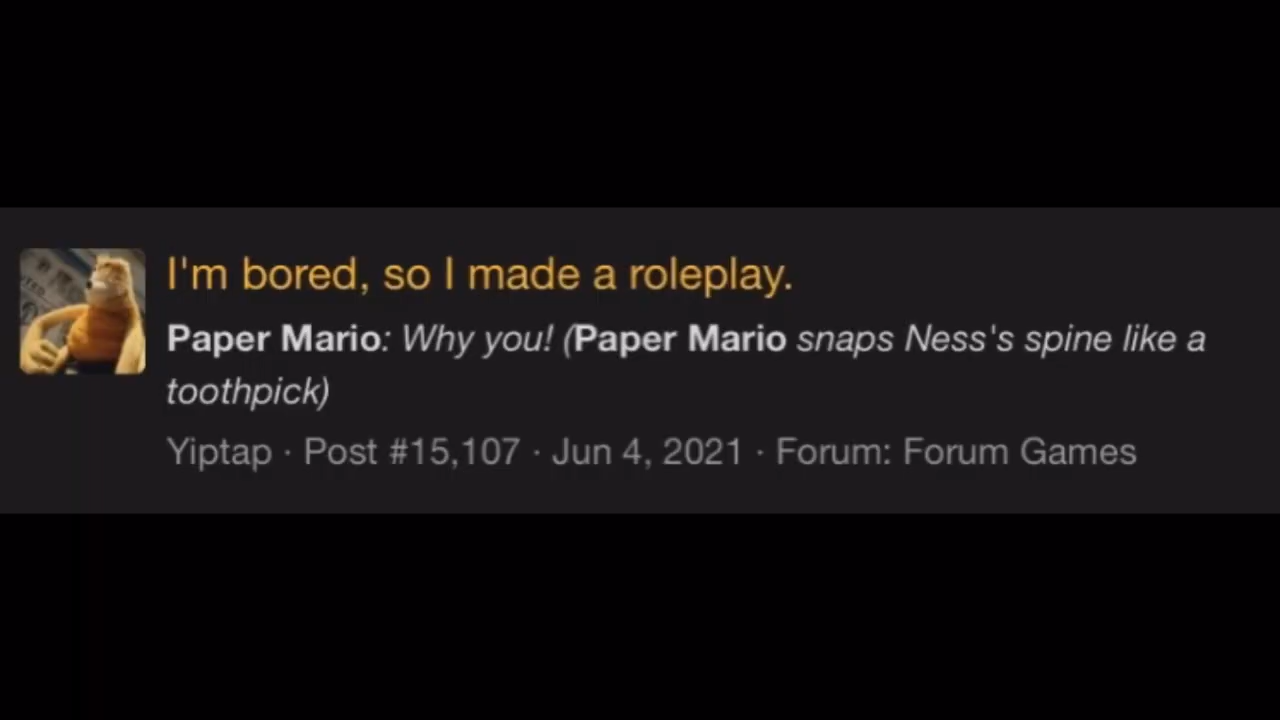 I'm bored, so I made a roleplay.
Paper Mario: Why you! (Paper Mario snaps Ness's spine like a
toothpick)
Yiptap · Post #15,107 · Jun 4, 2021 · Forum: Forum Games